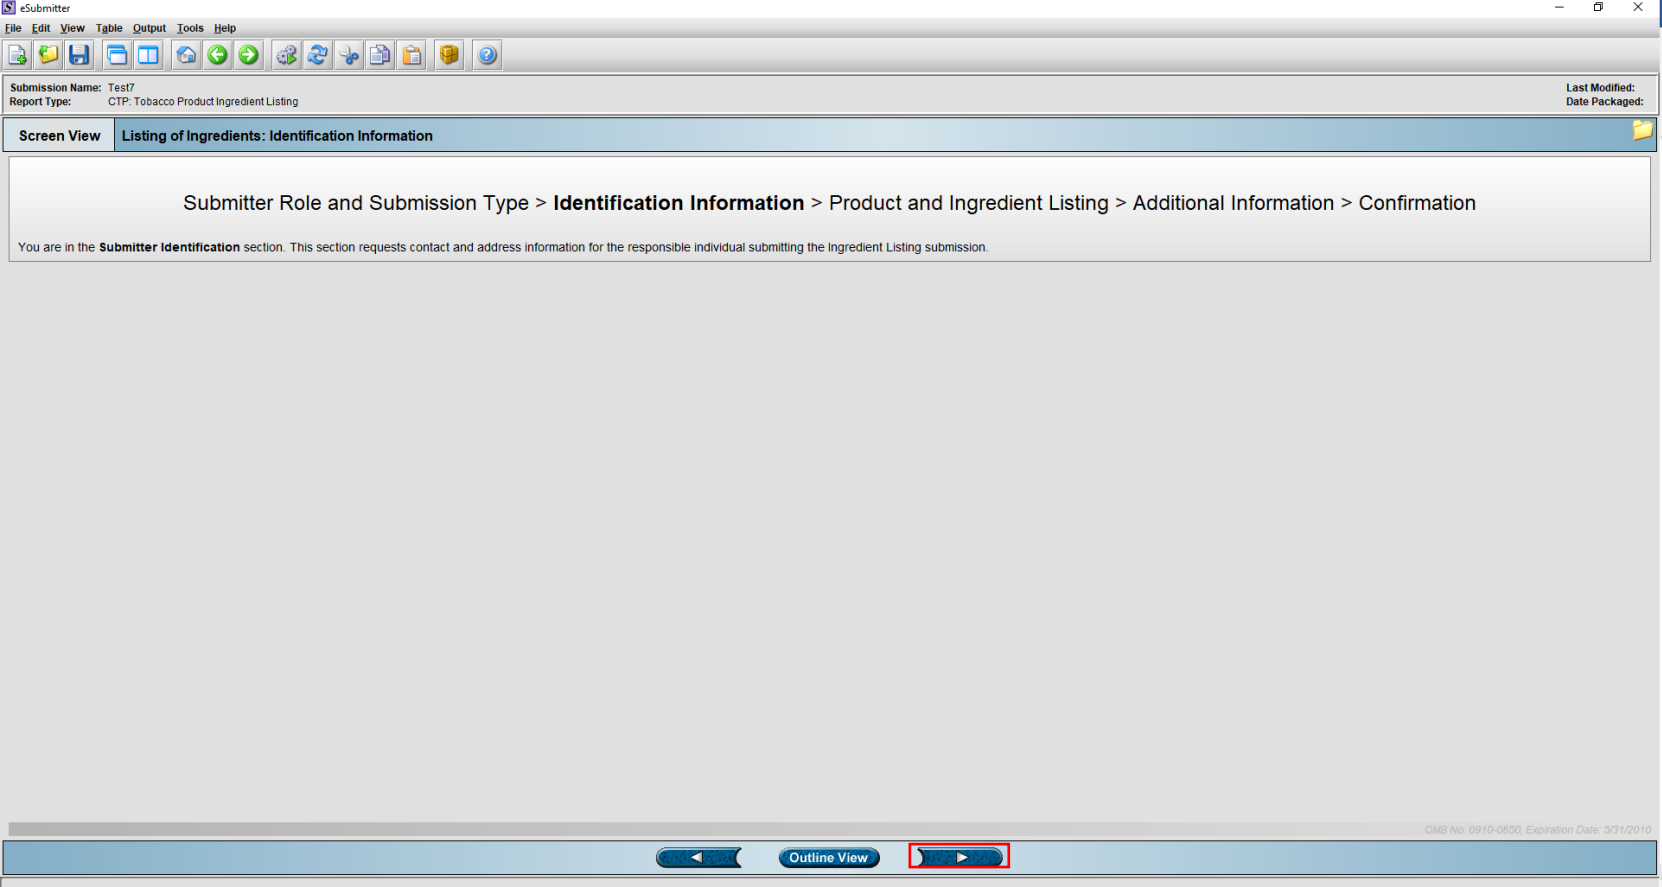 eSubmitter
File Edit View Table Output Tools Help
Submission Name: Test7
Last Modified:
Report Type: CTP: Tobacco Product Ingredient Listing
Date Packaged:
Screen View
Listing of Ingredients: Identification Information
Submitter Role and Submission Type > Identification Information > Product and Ingredient Listing > Additional Information > Confirmation
You are in the Submitter Identification section. This section requests contact and address information for the responsible individual submitting the Ingredient Listing submission.
OMB No. 0910-0650, Expiration Date: 5/31/2010
Outline View